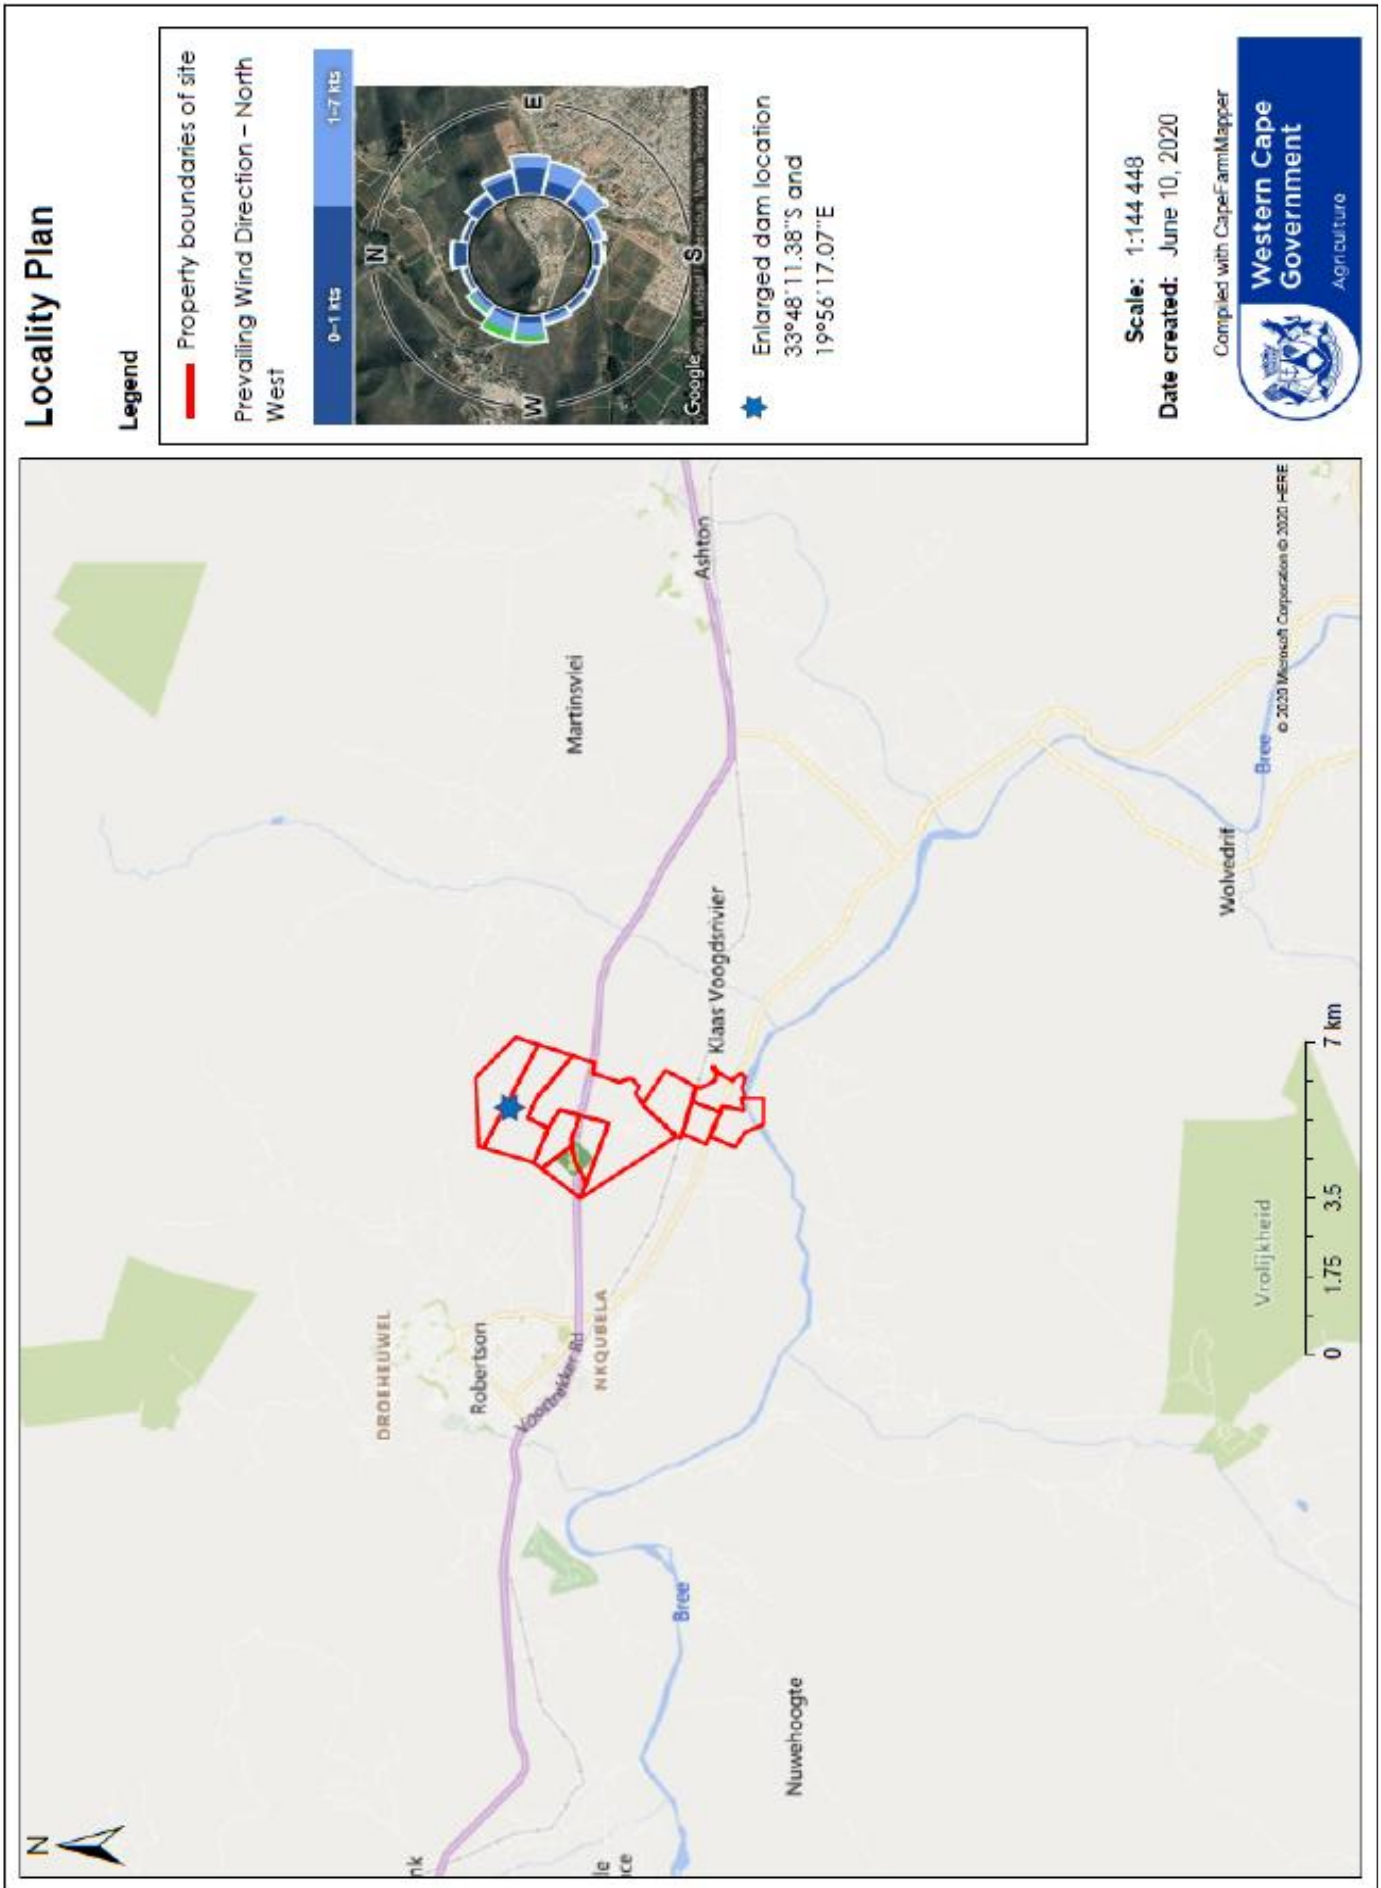 Locality Plan
Legend
Property boundaries of site
Prevailing Wind Direction – North
West
0–1 kts
1–7 kts
N
E
S
W
Google
Enlarged dam location
33°48´11.38"S and
19°56´17.07"E
Scale: 1:144 448
Date created: June 10, 2020
Compiled with CapeFarmMapper
Western Cape
Government
Agriculture
N
DROEHEUWEL
Robertson
Voortrekker Rd
NKQUBELA
Martinsvlei
Ashton
Klaas Voogdsrivier
Bree
Nuwehoogte
Wolvedrif
Bree
Vrolijkheid
nk
le
ice
0
1.75
3.5
7 km
© 2020 Microsoft Corporation © 2020 HERE